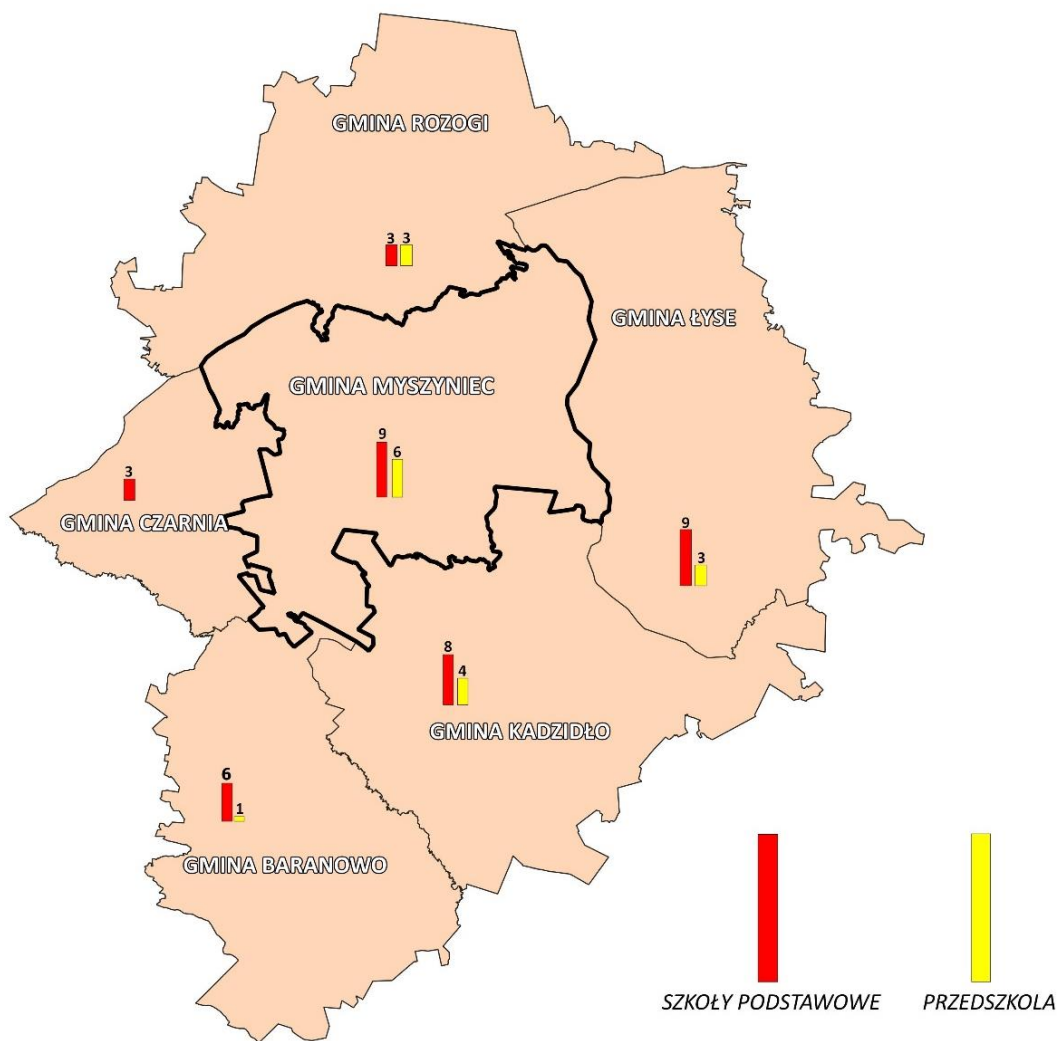 GMINA ROZOGI
3 3
GMINA ŁYSE
GMINA MYSZYNIEC
9
6
3
GMINA CZARNIA
9
3
8
4
GMINA KADZIDŁO
6
1
GMINA BARANOWO
SZKOŁY PODSTAWOWE
PRZEDSZKOLA